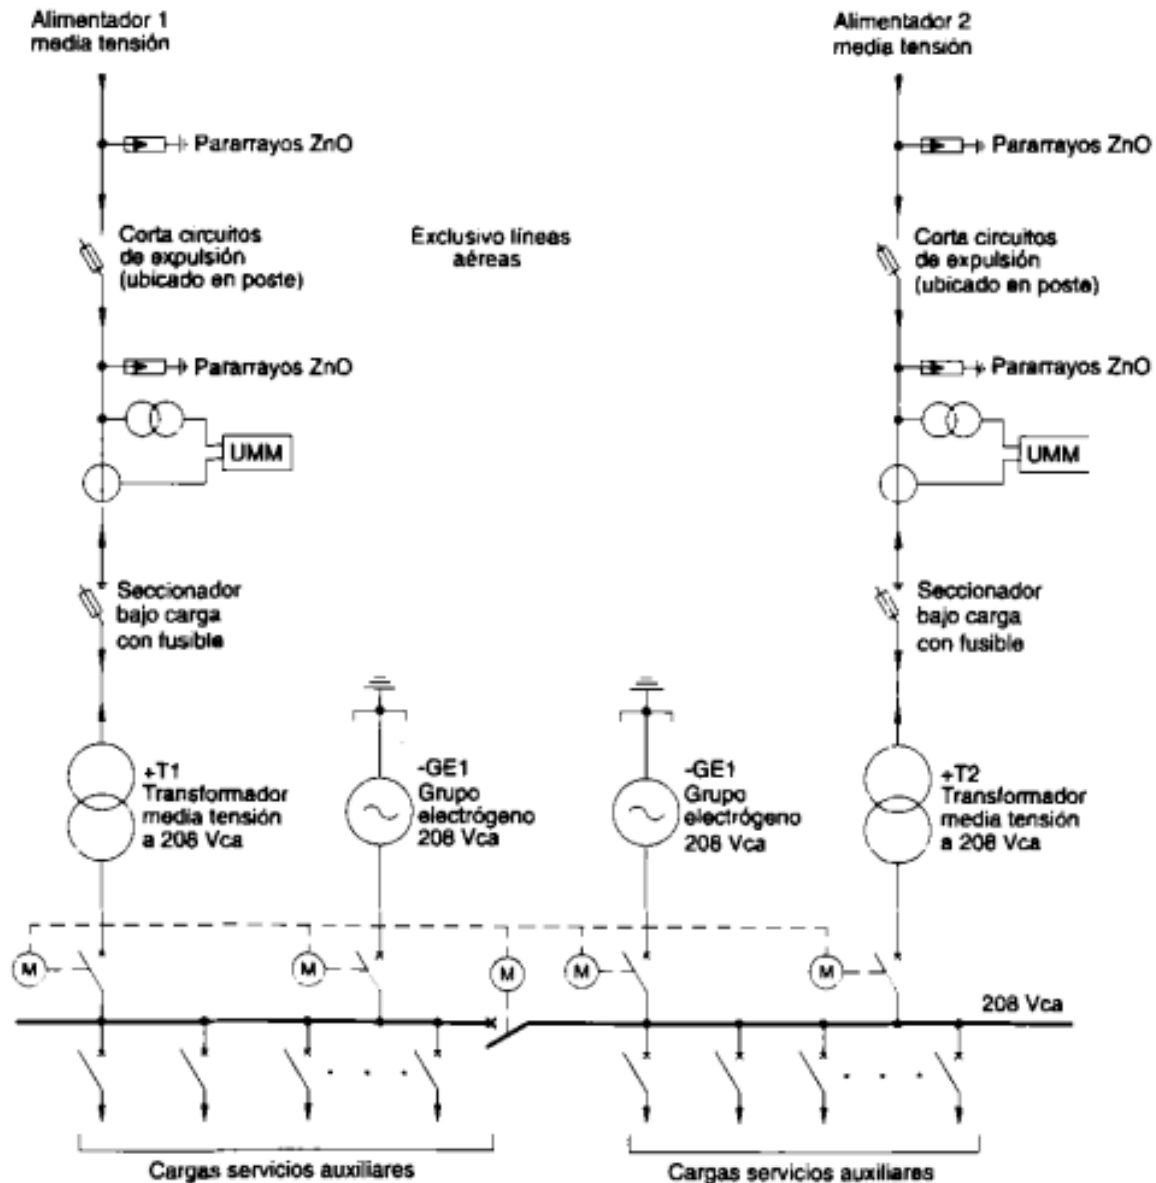 Alimentador 1
media tensión
Alimentador 2
media tensión
Pararrayos ZnO
Pararrayos ZnO
Corta circuitos
de expulsión
(ubicado en poste)
Exclusivo líneas
aéreas
Corta circuitos
de expulsión
(ubicado en poste)
Pararrayos ZnO
Pararrayos ZnO
UMM
UMM
Seccionador
bajo carga
con fusible
Seccionador
bajo carga
con fusible
+T1
Transformador
media tensión
a 208 Vca
-GE1
Grupo
electrógeno
208 Vca
-GE1
Grupo
electrógeno
208 Vca
+T2
Transformador
media tensión
a 208 Vca
M
M
M
M
M
208 Vca
Cargas servicios auxiliares
Cargas servicios auxiliares